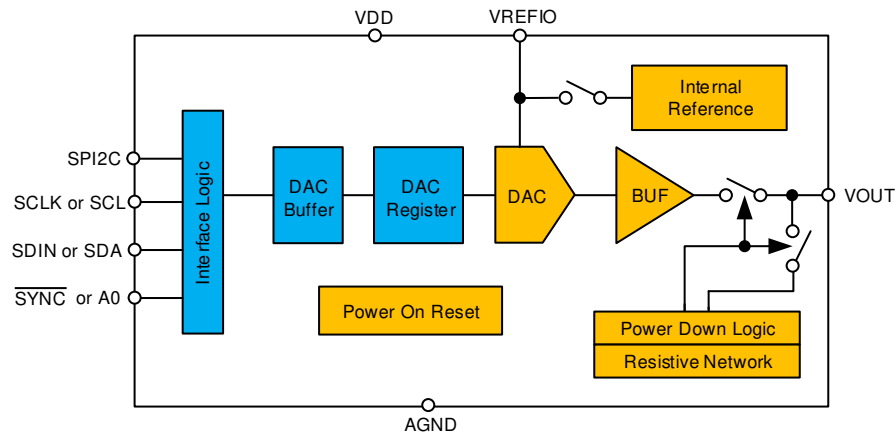 VDD
VREFIO
Internal
Reference
SPI2C
SCLK or SCL
SDIN or SDA
SYNC or A0
Interface Logic
DAC
Buffer
DAC
Register
DAC
BUF
VOUT
Power On Reset
Power Down Logic
Resistive Network
AGND